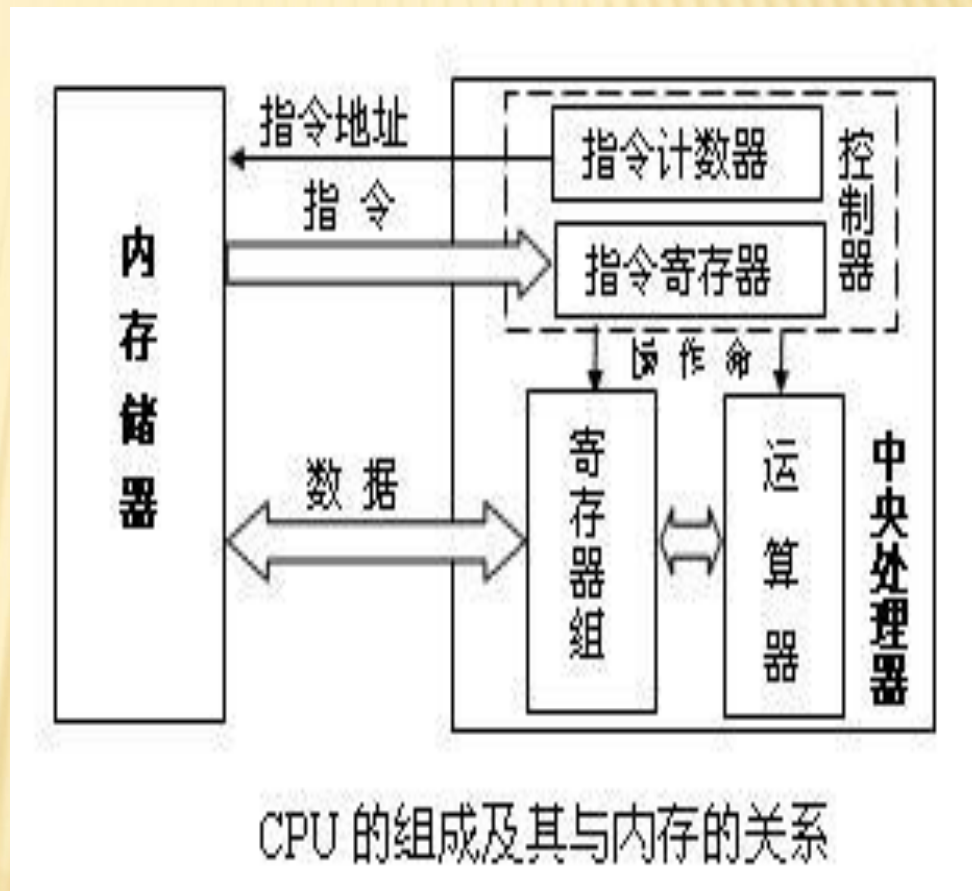 指令地址
指令
内存储器
数据
指令计数器
指令寄存器
控制器
作命
寄存器组
运算器
中央处理器
CPU 的组成及其与内存的关系